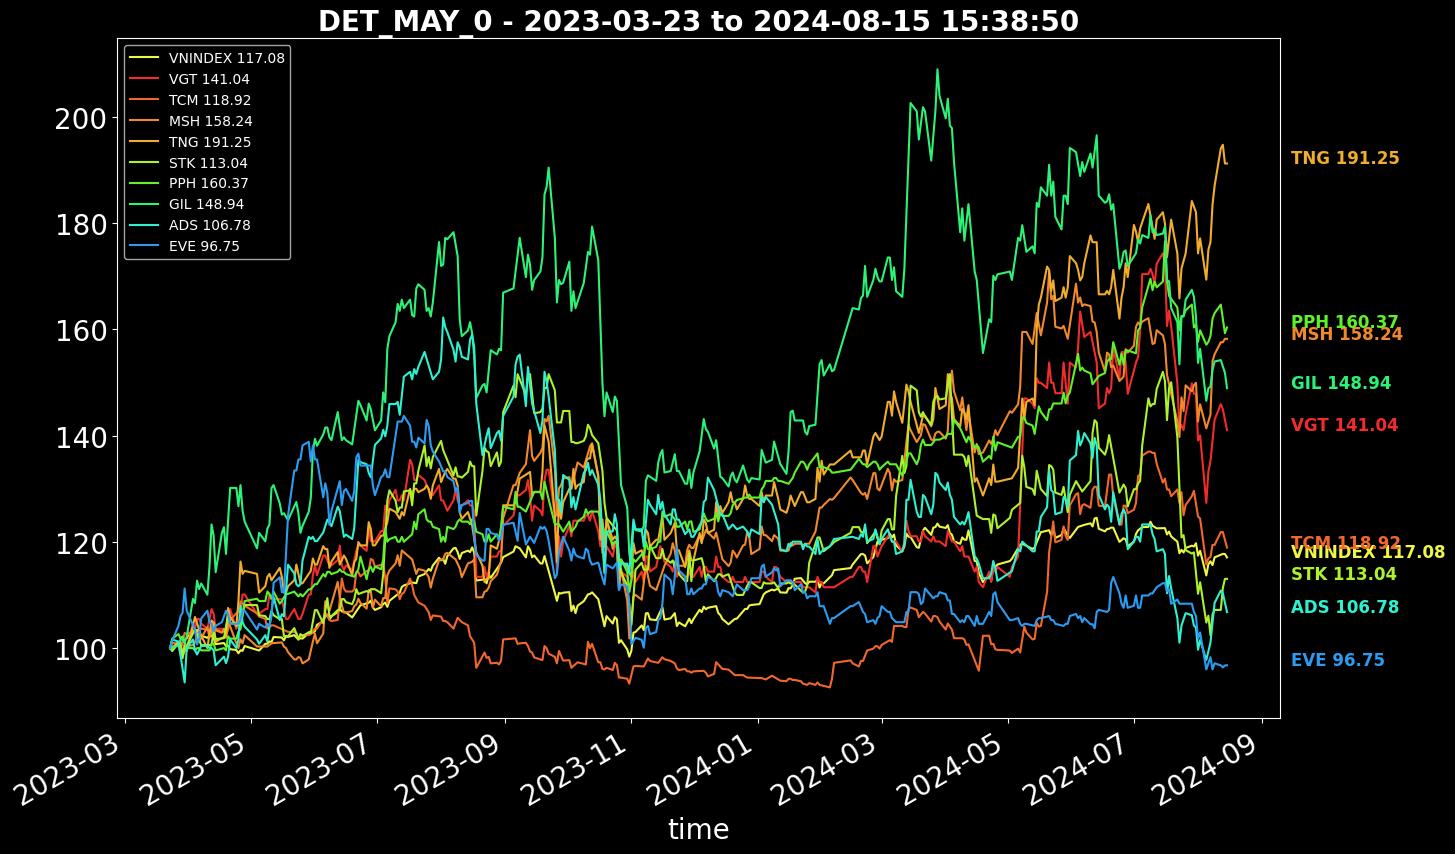 DET_MAY_0 - 2023-03-23 to 2024-08-15 15:38:50
VNINDEX 117.08
VGT 141.04
TCM 118.92
MSH 158.24
TNG 191.25
STK 113.04
PPH 160.37
GIL 148.94
ADS 106.78
EVE 96.75
200
180
160
140
120
100
TNG 191.25
PPH 160.37
MSH 158.24
GIL 148.94
VGT 141.04
TCM 118.92
VNINDEX 117.08
STK 113.04
ADS 106.78
EVE 96.75
2023-03
2023-05
2023-07
2023-09
2023-11
2024-01
2024-03
2024-05
2024-07
2024-09
time